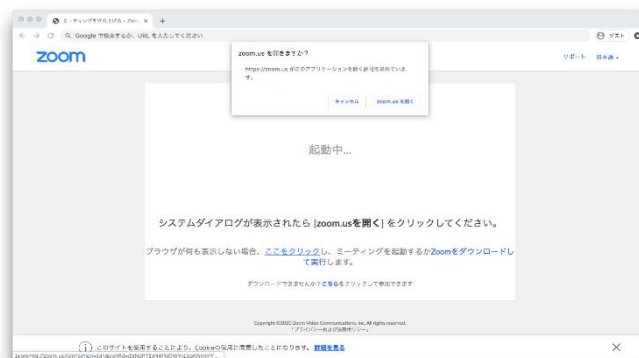 ミーティングを立ち上げる - Zoom
Google で検索するか、URL を入力してください
ゲスト
zoom
サポート 日本語
zoom.us を開きますか？
https://zoom.us がこのアプリケーションを開く許可を求めていま
す。
キャンセル zoom.us を開く
起動中...
システムダイアログが表示されたら [zoom.usを開く] をクリックしてください。
ブラウザが何も表示しない場合、ここをクリックし、ミーティングを起動するかZoomをダウンロードし
て実行します。
ダウンロードできませんか？こちらをクリックして参加できます
Copyright ©2020 Zoom Video Communications, Inc. All rights reserved.
「プライバシーおよび法務ポリシー」
このサイトを使用することにより、Cookieの使用に同意したことになります。 詳細を見る